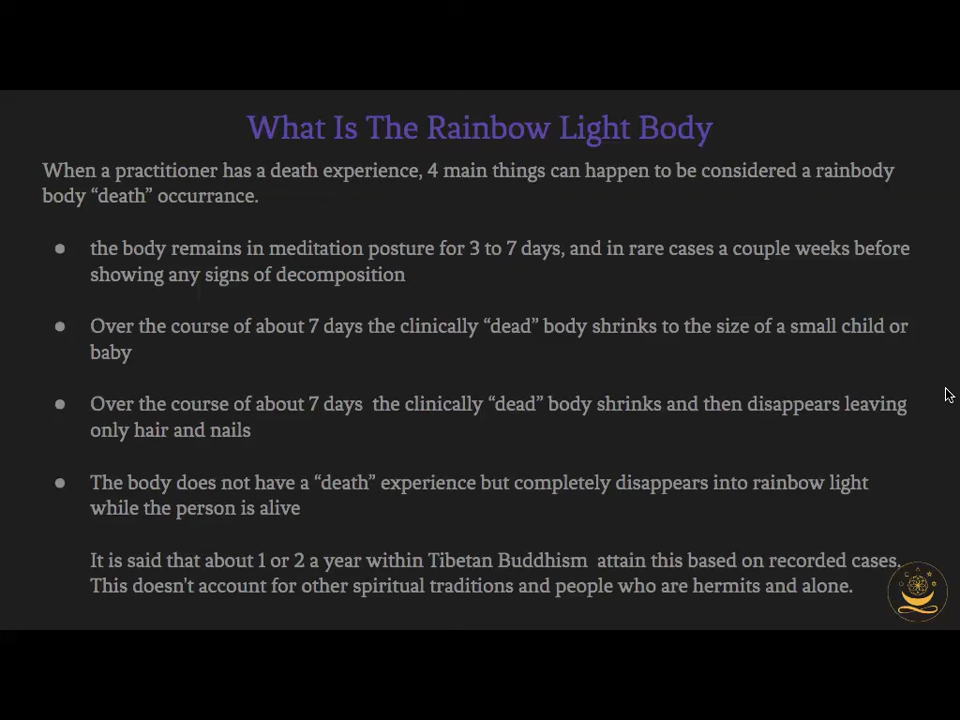 What Is The Rainbow Light Body
When a practitioner has a death experience, 4 main things can happen to be considered a rainbody
body “death” occurrance.
● the body remains in meditation posture for 3 to 7 days, and in rare cases a couple weeks before
showing any signs of decomposition
● Over the course of about 7 days the clinically “dead” body shrinks to the size of a small child or
baby
● Over the course of about 7 days  the clinically “dead” body shrinks and then disappears leaving
only hair and nails
● The body does not have a “death” experience but completely disappears into rainbow light
while the person is alive
It is said that about 1 or 2 a year within Tibetan Buddhism  attain this based on recorded cases.
This doesn't account for other spiritual traditions and people who are hermits and alone.